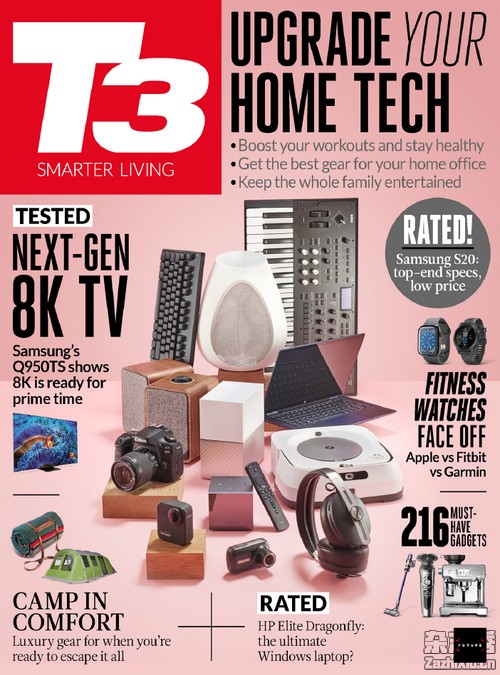 T3
SMARTER LIVING
UPGRADE YOUR
HOME TECH
•Boost your workouts and stay healthy
•Get the best gear for your home office
•Keep the whole family entertained
TESTED
NEXT-GEN
8K TV
Samsung's
Q950TS shows
8K is ready for
prime time
RATED!
Samsung S20:
top-end specs,
low price
FITNESS
WATCHES
FACE OFF
Apple vs Fitbit
vs Garmin
216 MUST-
HAVE
GADGETS
CAMP IN
COMFORT
Luxury gear for when you're
ready to escape it all
RATED
HP Elite Dragonfly:
the ultimate
Windows laptop?
FUTURE